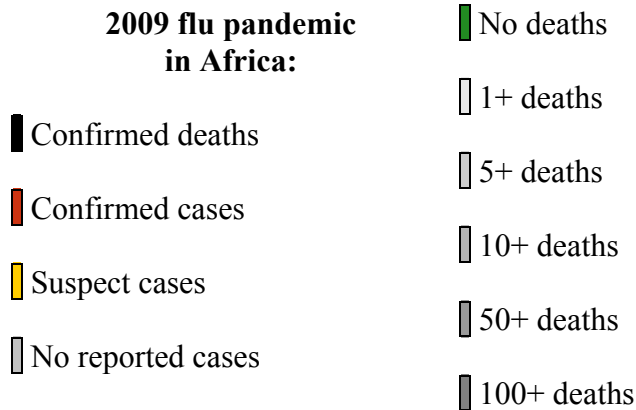 2009 flu pandemic
in Africa:
Confirmed deaths
Confirmed cases
Suspect cases
No reported cases
No deaths
1+ deaths
5+ deaths
10+ deaths
50+ deaths
100+ deaths